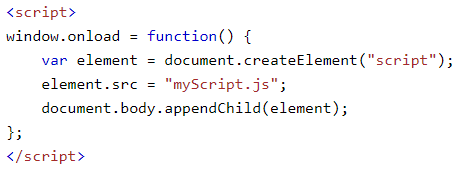 <script>
window.onload = function() {
    var element = document.createElement("script");
    element.src = "myScript.js";
    document.body.appendChild(element);
};
</script>